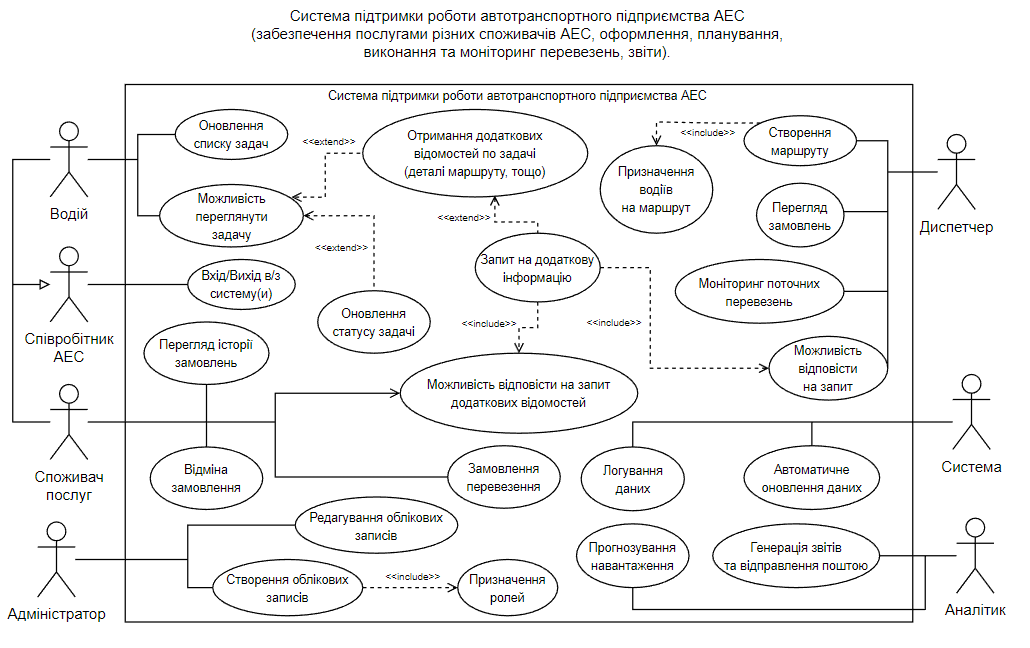 Система підтримки роботи автотранспортного підприємства АЕС
(забезпечення послугами різних споживачів АЕС, оформлення, планування,
виконання та моніторинг перевезень, звіти).
Система підтримки роботи автотранспортного підприємства АЕС
Оновлення
списку задач
<<extend>>
Отримання додаткових
відомостей по задачі
(деталі маршруту, тощо)
<<include>>
Створення
маршруту
Водій
Можливість
переглянути
задачу
Призначення
водіїв
на маршрут
Перегляд
замовлень
Диспетчер
<<extend>>
<<extend>>
Запит на додаткову
інформацію
Вхід/Вихід в/з
систему(и)
Моніторинг поточних
перевезень
Співробітник
АЕС
Оновлення
статусу задачі
<<include>>
<<include>>
Перегляд історії
замовлень
Можливість
відповісти
на запит
Можливість відповісти на запит
додаткових відомостей
Споживач
послуг
Відміна
замовлення
Замовлення
перевезення
Логування
даних
Автоматичне
оновлення даних
Система
Редагування облікових
записів
Прогнозування
навантаження
Генерація звітів
та відправлення поштою
Адміністратор
Створення облікових
записів
<<include>>
Призначення
ролей
Аналітик